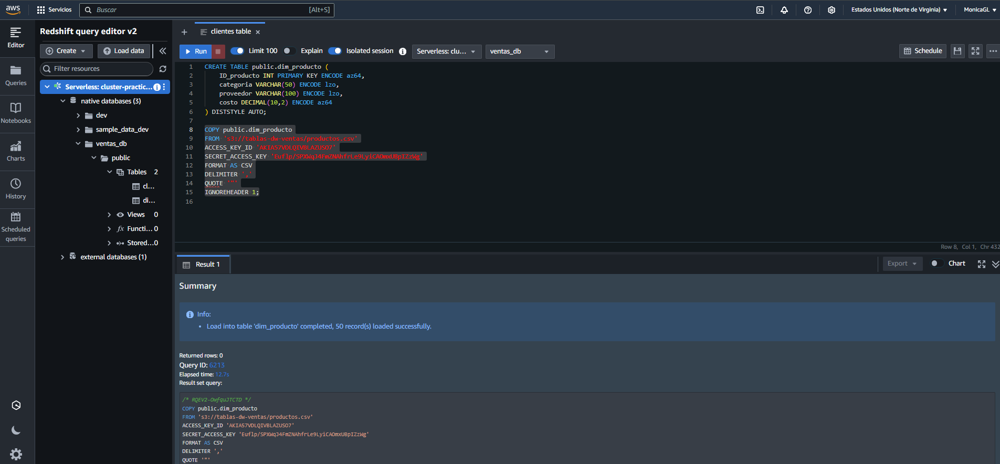 aws
Servicios
Buscar
[Alt+S]
Estados Unidos (Norte de Virginia)
MonicaGL
Editor
Queries
Notebooks
Charts
History
Scheduled
queries
Redshift query editor v2
Create
Load data
Filter resources
Serverless: cluster-practic...
native databases (3)
dev
sample_data_dev
ventas_db
public
Tables 2
cl...
di...
Views 0
fx Functi... 0
Stored...0
external databases (1)
clientes table
Run
Limit 100
Explain
Isolated session
Serverless: clu...
ventas_db
Schedule
1 CREATE TABLE public.dim_producto (
2 ID_producto INT PRIMARY KEY ENCODE az64,
3 categoria VARCHAR(50) ENCODE lzo,
4 proveedor VARCHAR(100) ENCODE lzo,
5 costo DECIMAL(10,2) ENCODE az64
6 ) DISTSTYLE AUTO;
7
8 COPY public.dim_producto
9 FROM 's3://tablas-dw-ventas/productos.csv'
10 ACCESS_KEY_ID 'AKIA57VDLQIVBLAZUSO7'
11 SECRET_ACCESS_KEY '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'
12 FORMAT AS CSV
13 DELIMITER ','
14 QUOTE '"'
15 IGNOREHEADER 1;
16
Row 8, Col 1, Chr 432
Result 1
Export
Chart
Summary
Info:
• Load into table 'dim_producto' completed, 50 record(s) loaded successfully.
Returned rows: 0
Query ID: 6213
Elapsed time: 12.7s
Result set query:
/* RQEV2-OwfquJTCTD */
COPY public.dim_producto
FROM 's3://tablas-dw-ventas/productos.csv'
ACCESS_KEY_ID 'AKIA57VDLQIVBLAZUSO7'
SECRET_ACCESS_KEY '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'
FORMAT AS CSV
DELIMITER ','
QUOTE '"'